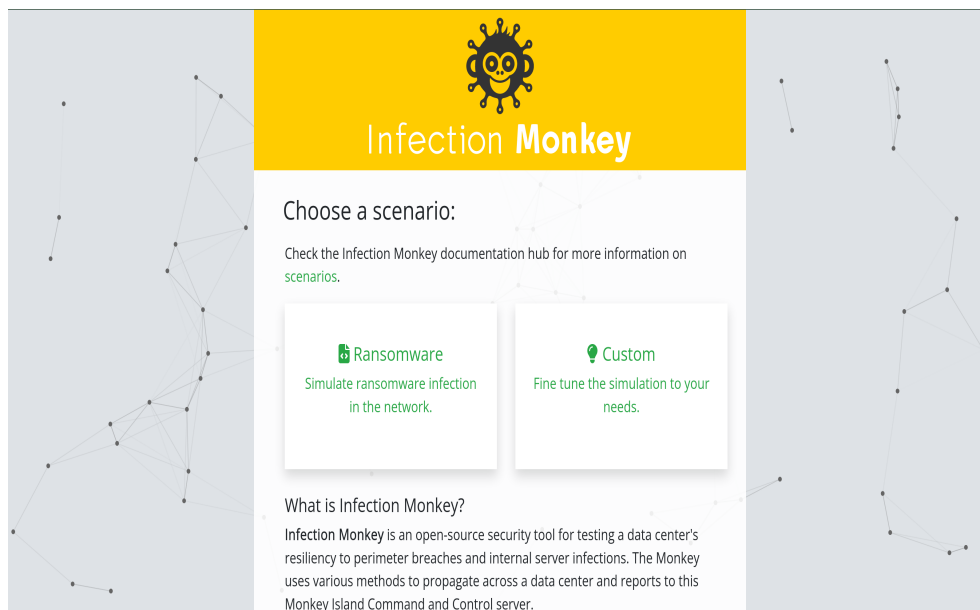 Infection Monkey
Choose a scenario:
Check the Infection Monkey documentation hub for more information on
scenarios.
Ransomware
Simulate ransomware infection
in the network.
Custom
Fine tune the simulation to your
needs.
What is Infection Monkey?
Infection Monkey is an open-source security tool for testing a data center's
resiliency to perimeter breaches and internal server infections. The Monkey
uses various methods to propagate across a data center and reports to this
Monkey Island Command and Control server.